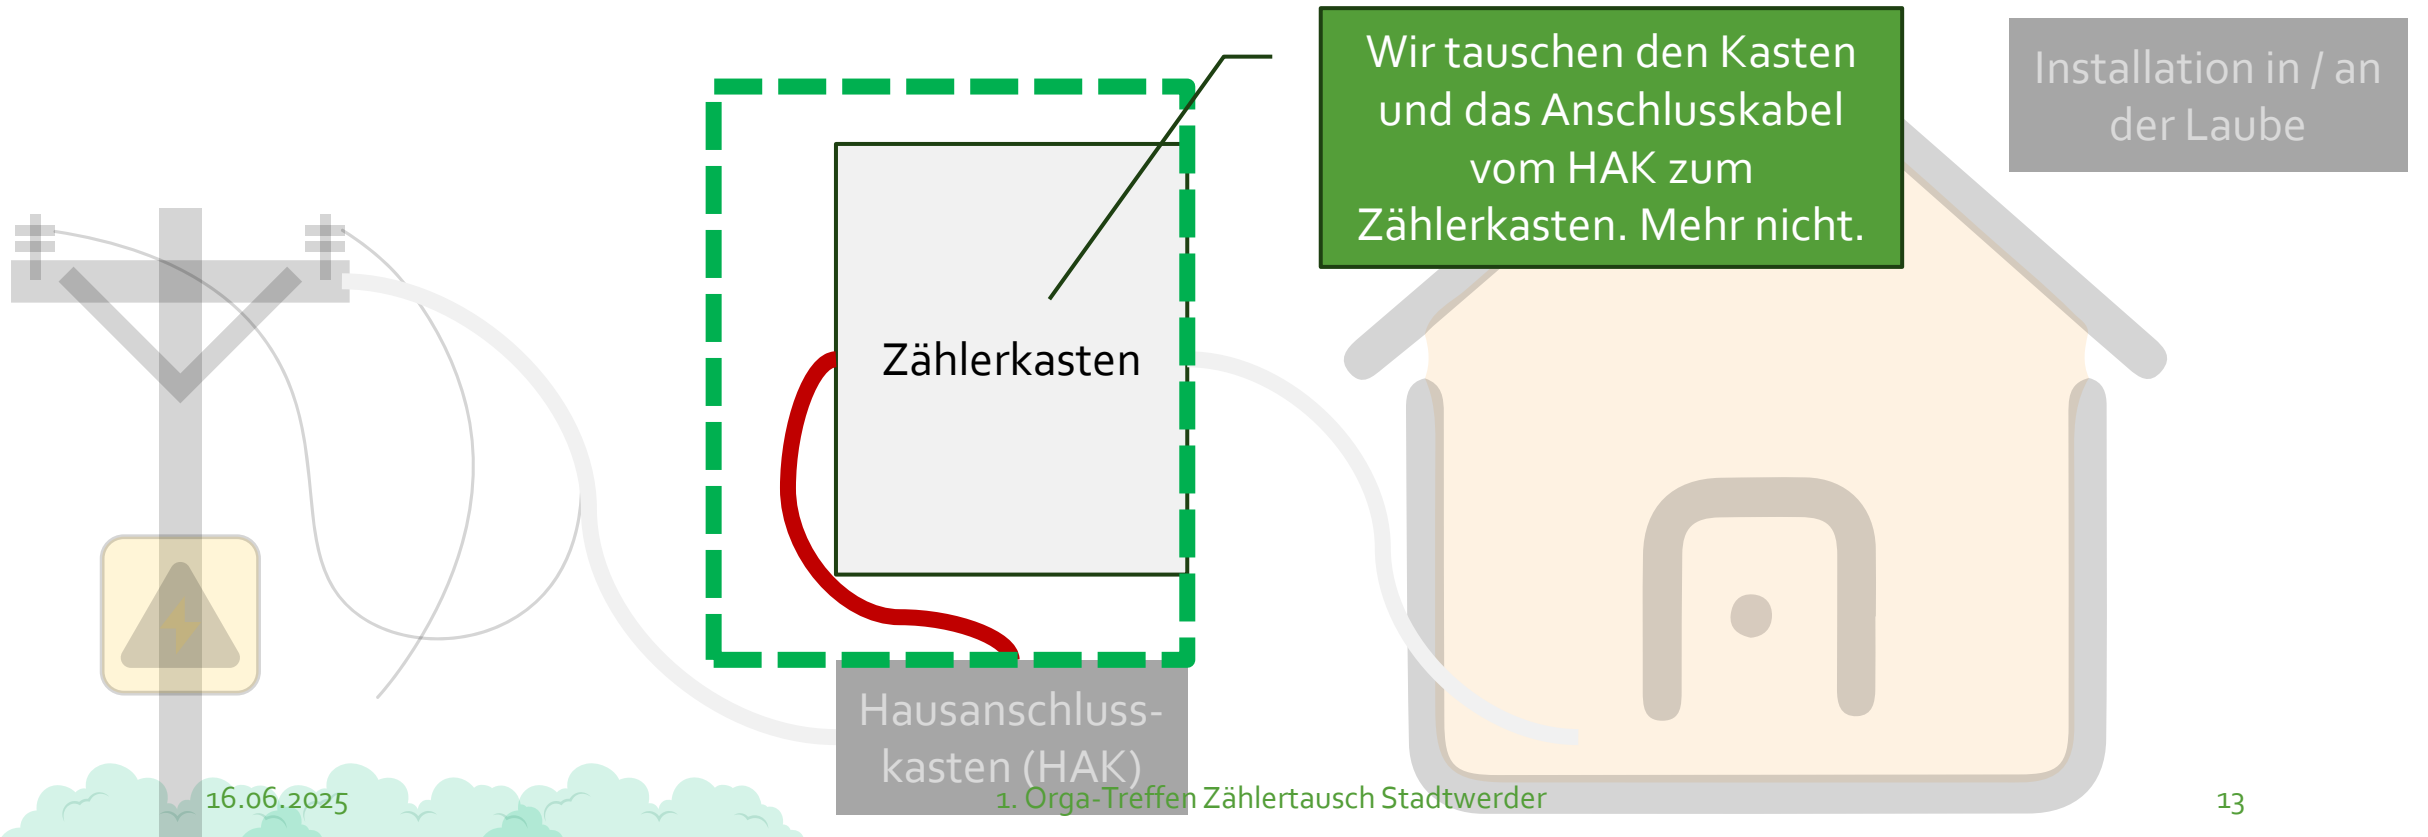 Wir tauschen den Kasten
und das Anschlusskabel
vom HAK zum
Zählerkasten. Mehr nicht.
Installation in / an
der Laube
Zählerkasten
Hausanschluss-
kasten (HAK)
16.06.2025
1. Orga-Treffen Zählertausch Stadtwerder
13